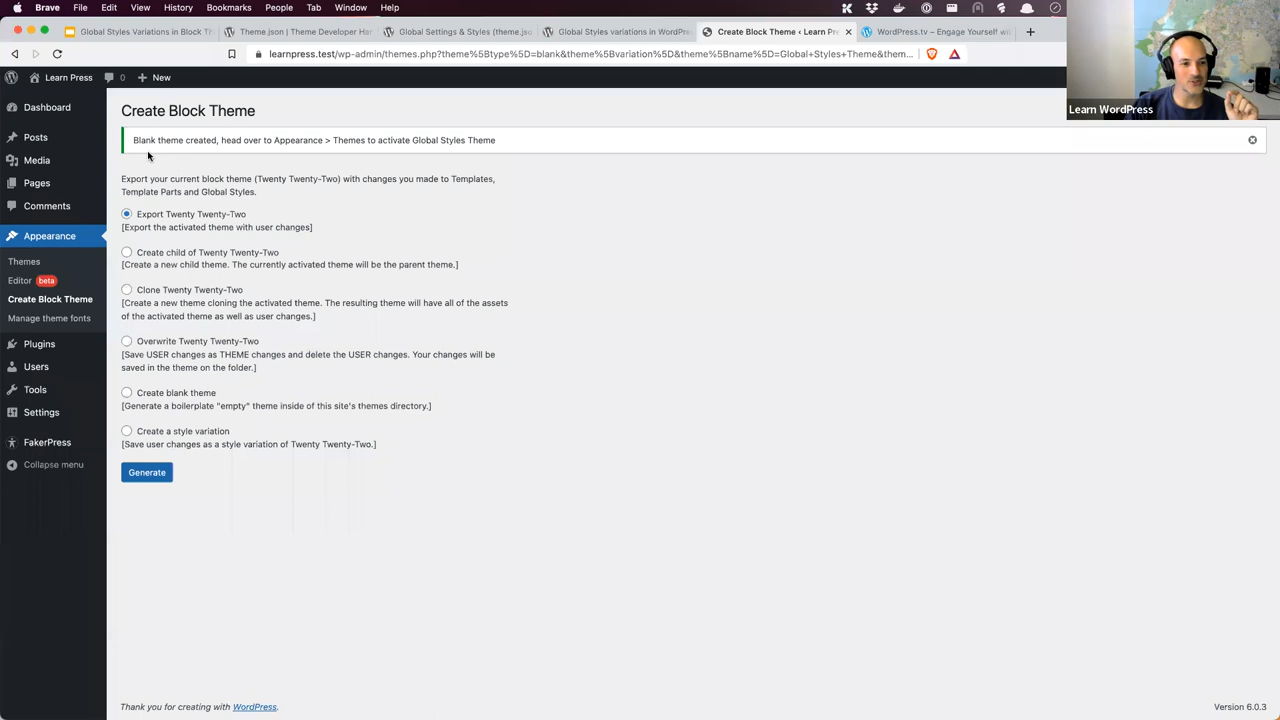 Brave File Edit View History Bookmarks People Tab Window Help
Global Styles Variations in Block Th
Theme.json | Theme Developer Han
Global Settings & Styles (theme.jso
Global Styles variations in WordPres
Create Block Theme ‹ Learn Pr
WordPress.tv – Engage Yourself wi
learnpress.test/wp-admin/themes.php?theme%5Btype%5D=blank&theme%5Bvariation%5D&theme%5Bname%5D=Global+Styles+Theme&them...
Learn Press 0 New
Learn WordPress
Dashboard
Posts
Media
Pages
Comments
Appearance
Themes
Editor beta
Create Block Theme
Manage theme fonts
Plugins
Users
Tools
Settings
FakerPress
Collapse menu
Create Block Theme
Blank theme created, head over to Appearance > Themes to activate Global Styles Theme
Export your current block theme (Twenty Twenty-Two) with changes you made to Templates,
Template Parts and Global Styles.
Export Twenty Twenty-Two
[Export the activated theme with user changes]
Create child of Twenty Twenty-Two
[Create a new child theme. The currently activated theme will be the parent theme.]
Clone Twenty Twenty-Two
[Create a new theme cloning the activated theme. The resulting theme will have all of the assets
of the activated theme as well as user changes.]
Overwrite Twenty Twenty-Two
[Save USER changes as THEME changes and delete the USER changes. Your changes will be
saved in the theme on the folder.]
Create blank theme
[Generate a boilerplate "empty" theme inside of this site's themes directory.]
Create a style variation
[Save user changes as a style variation of Twenty Twenty-Two.]
Generate
Thank you for creating with WordPress.
Version 6.0.3